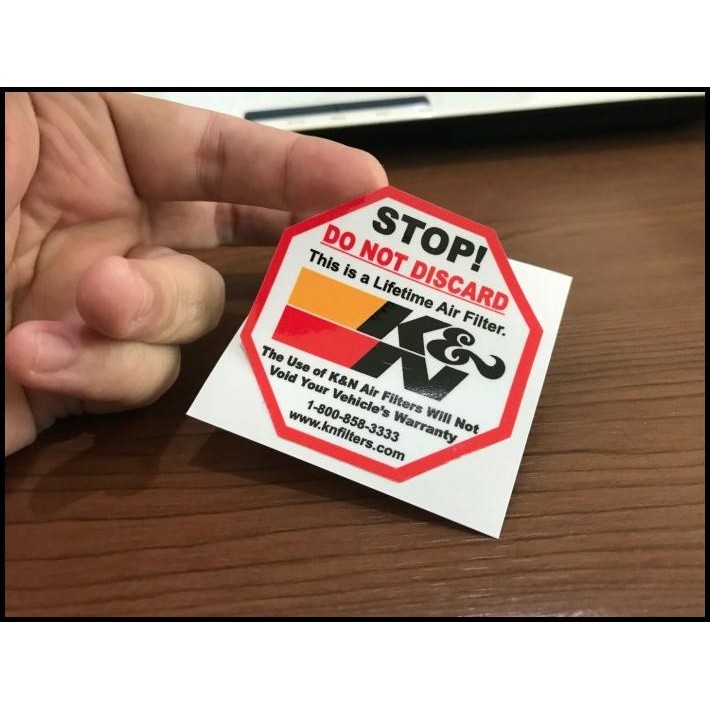 STOP!
DO NOT DISCARD
This is a Lifetime Air Filter.
K&N
The Use of K&N Air Filters Will Not
Void Your Vehicle's Warranty
1-800-858-3333
www.knfilters.com